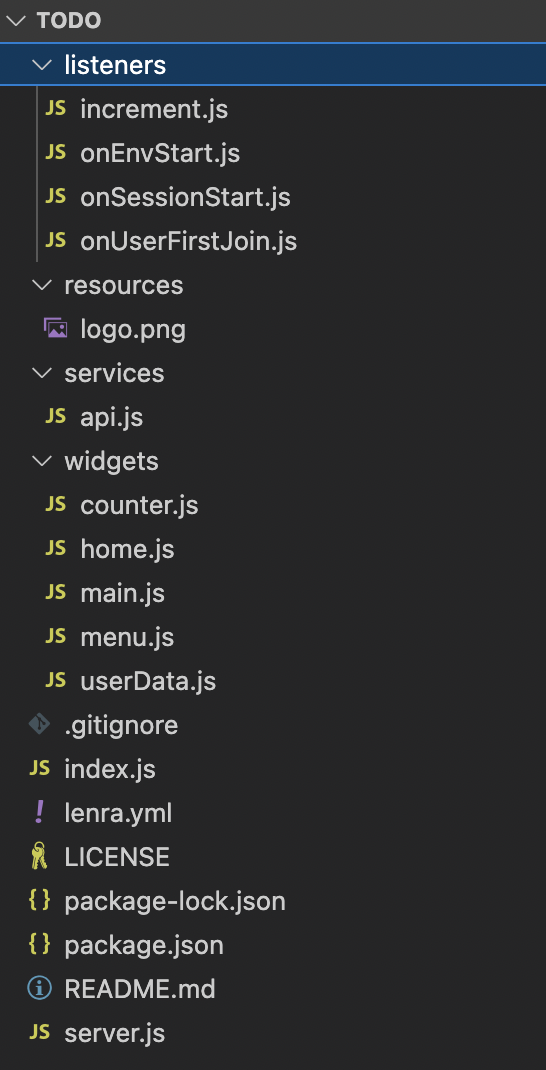 TODO
listeners
JS increment.js
JS onEnvStart.js
JS onSessionStart.js
JS onUserFirstJoin.js
resources
logo.png
services
JS api.js
widgets
JS counter.js
JS home.js
JS main.js
JS menu.js
JS userData.js
.gitignore
JS index.js
! lenra.yml
LICENSE
{} package-lock.json
{} package.json
README.md
JS server.js